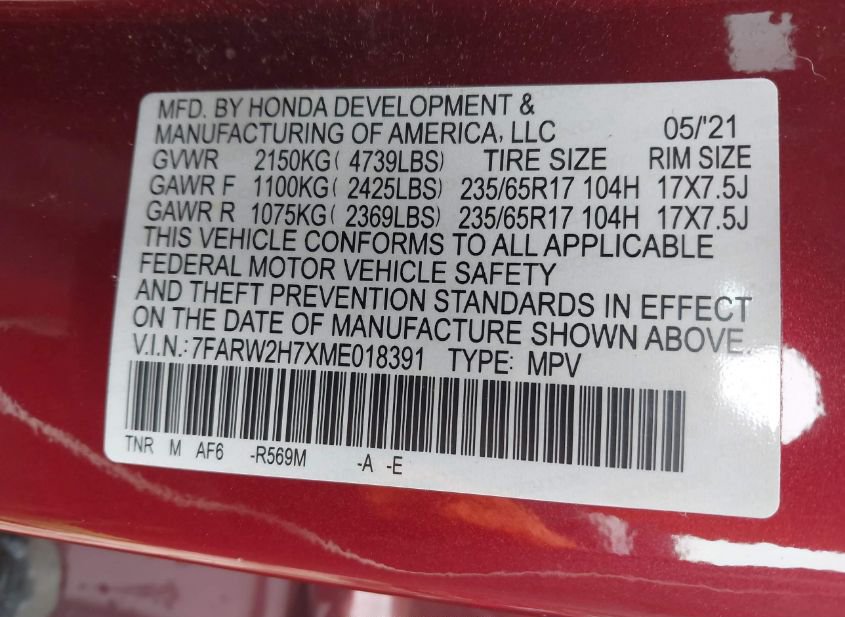 MFD. BY HONDA DEVELOPMENT &
MANUFACTURING OF AMERICA, LLC 05/'21
GVWR 2150KG( 4739LBS) TIRE SIZE RIM SIZE
GAWR F 1100KG( 2425LBS) 235/65R17 104H 17X7.5J
GAWR R 1075KG( 2369LBS) 235/65R17 104H 17X7.5J
THIS VEHICLE CONFORMS TO ALL APPLICABLE
FEDERAL MOTOR VEHICLE SAFETY
AND THEFT PREVENTION STANDARDS IN EFFECT
ON THE DATE OF MANUFACTURE SHOWN ABOVE.
V.I.N.: 7FARW2H7XME018391 TYPE: MPV
TNR M AF6 -R569M -A -E